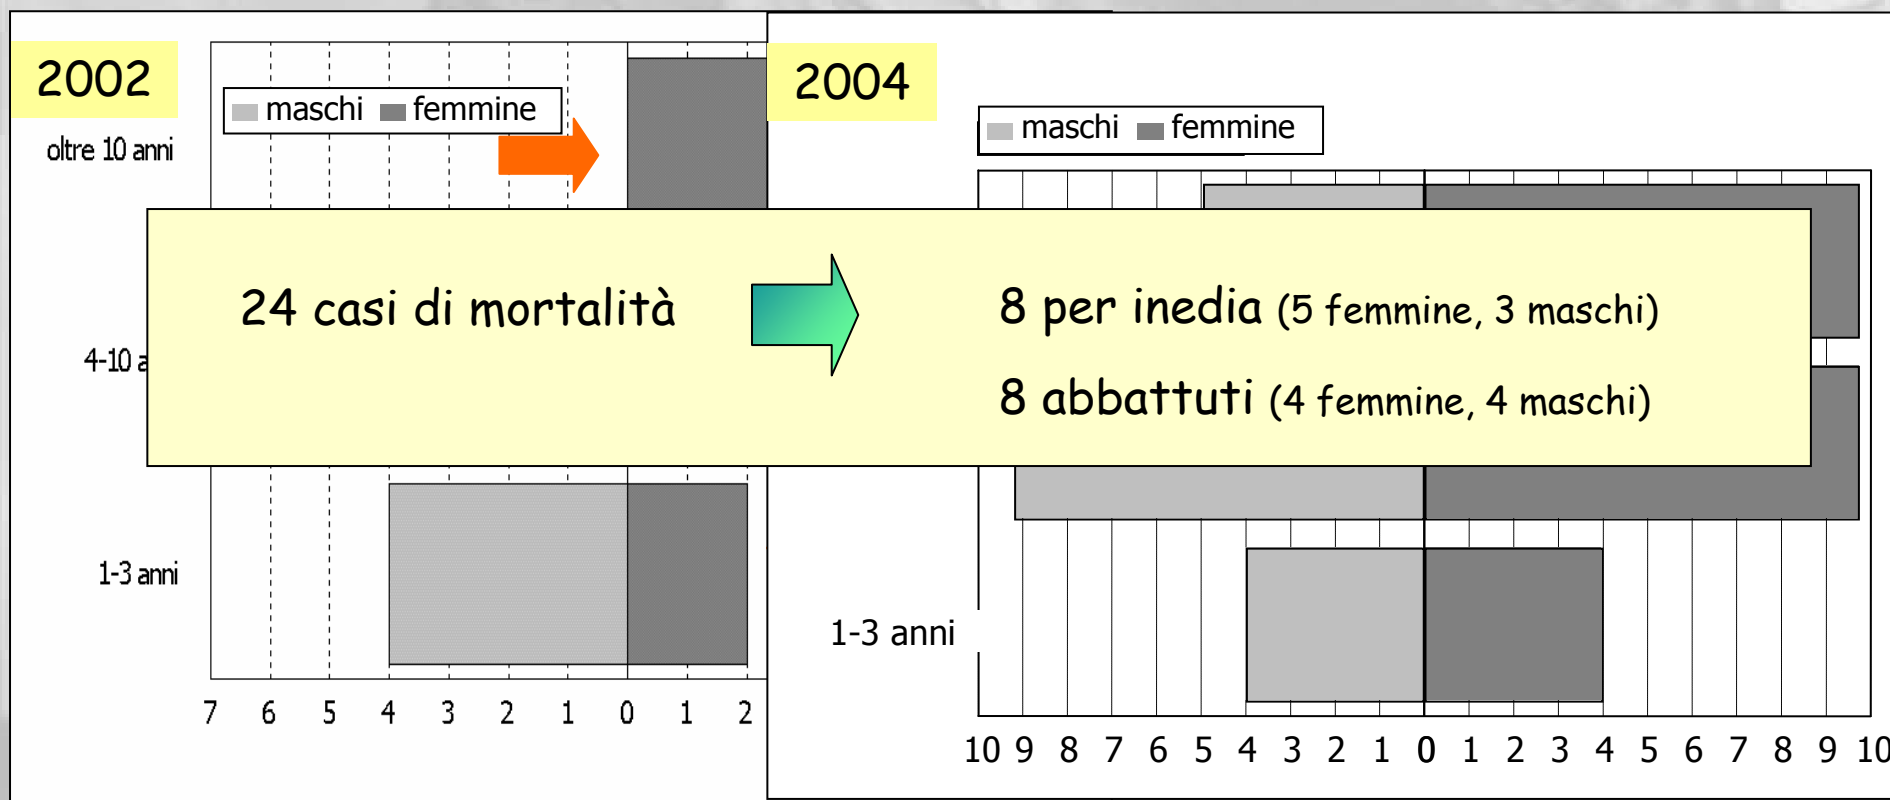 2002
maschi femmine
oltre 10 anni
4-10
1-3 anni
7 6 5 4 3 2 1 0 1 2
2004
maschi femmine
1-3 anni
10 9 8 7 6 5 4 3 2 1 0 1 2 3 4 5 6 7 8 9 10
24 casi di mortalità
8 per inedia (5 femmine, 3 maschi)
8 abbattuti (4 femmine, 4 maschi)